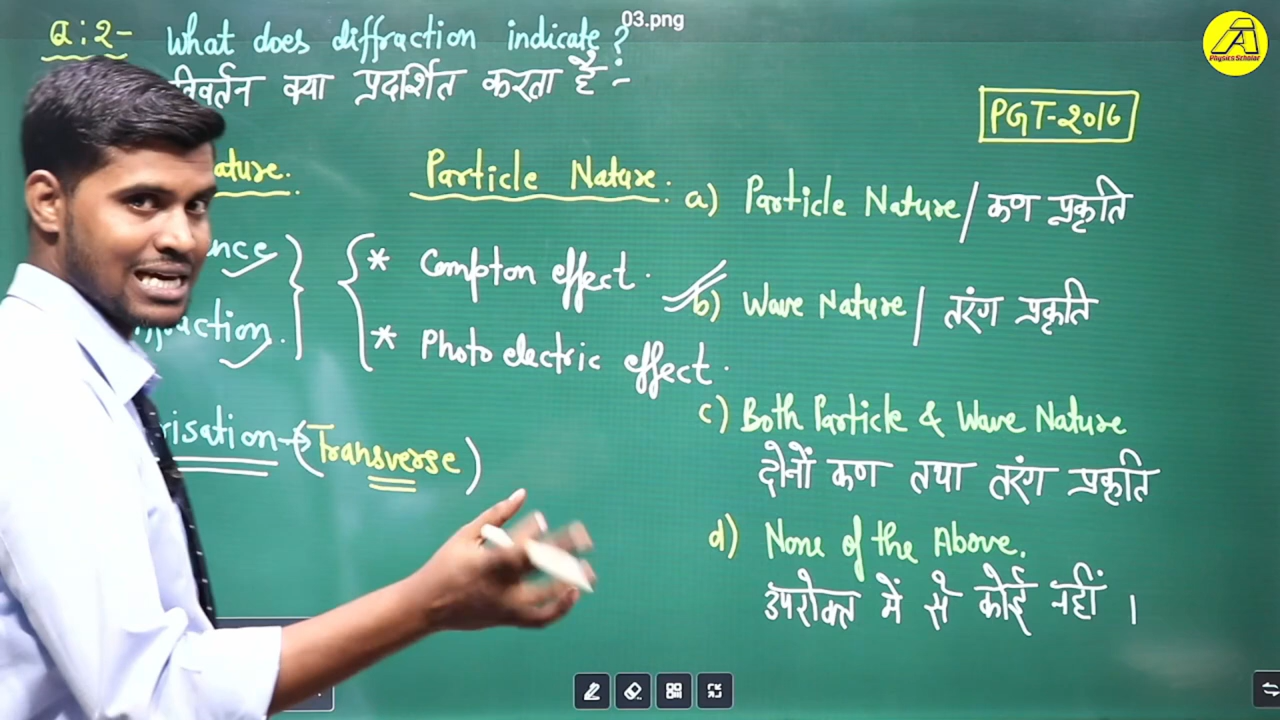 Q:2- What does diffraction indicate?
03.png
विवर्तन क्या प्रदर्शित करता है :-
PGT-2016
Particle Nature.
* Compton effect.
* Photo electric effect.
(Transverse)
a) Particle Nature / कण प्रकृति
b) Wave Nature / तरंग प्रकृति
c) Both Particle & Wave Nature
दोनों कण तथा तरंग प्रकृति
d) None of the Above.
उपरोक्त में से कोई नहीं ।
A
Physics Scholar